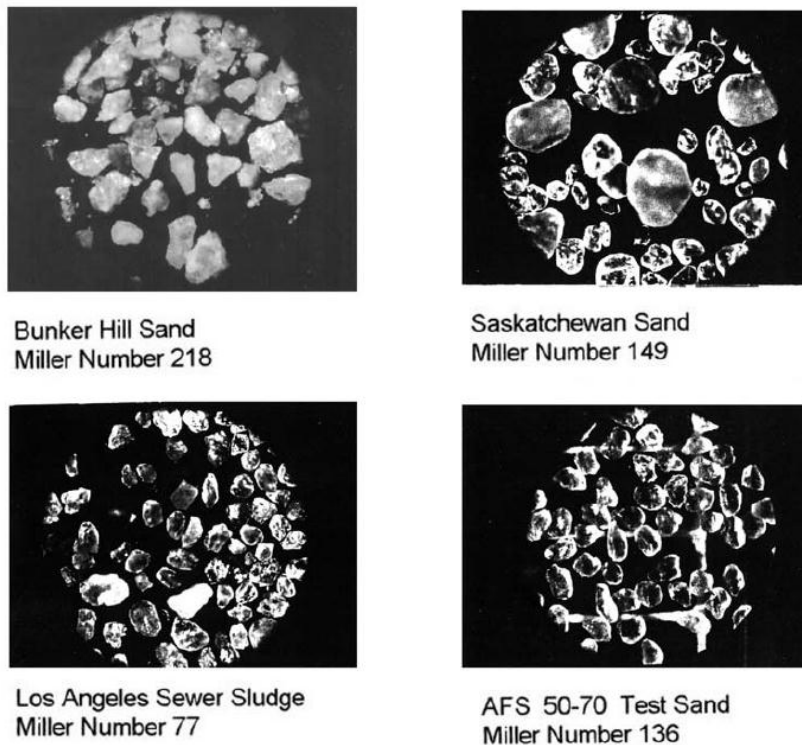 Bunker Hill Sand
Miller Number 218
Saskatchewan Sand
Miller Number 149
Los Angeles Sewer Sludge
Miller Number 77
AFS 50-70 Test Sand
Miller Number 136